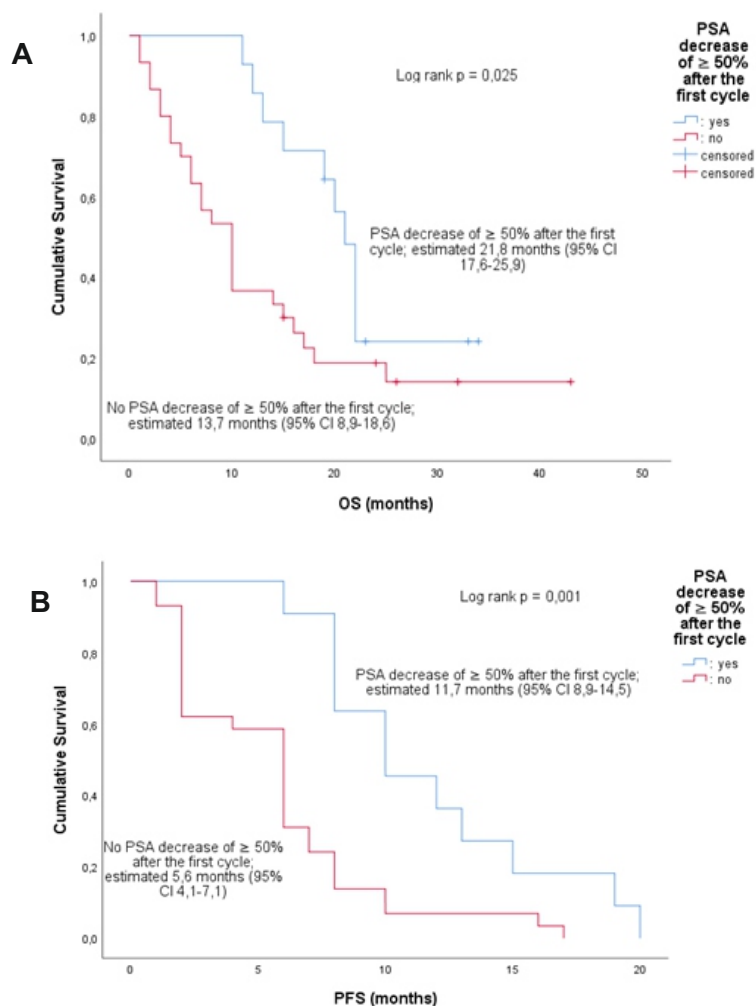 A
PSA
decrease
of ≥ 50%
after the
first cycle
: yes
: no
censored
censored
Log rank p = 0,025
PSA decrease of ≥ 50% after the first
cycle; estimated 21,8 months (95% CI
17,6-25,9)
No PSA decrease of ≥ 50% after the first cycle;
estimated 13,7 months (95% CI 8,9-18,6)
Cumulative Survival
1,0
0,8
0,6
0,4
0,2
0,0
0 10 20 30 40 50
OS (months)
B
PSA
decrease
of ≥ 50%
after the
first cycle
: yes
: no
Log rank p = 0,001
PSA decrease of ≥ 50% after the first cycle;
estimated 11,7 months (95% CI 8,9-14,5)
No PSA decrease of ≥ 50%
after the first cycle;
estimated 5,6 months (95%
CI 4,1-7,1)
Cumulative Survival
1,0
0,8
0,6
0,4
0,2
0,0
0 5 10 15 20
PFS (months)